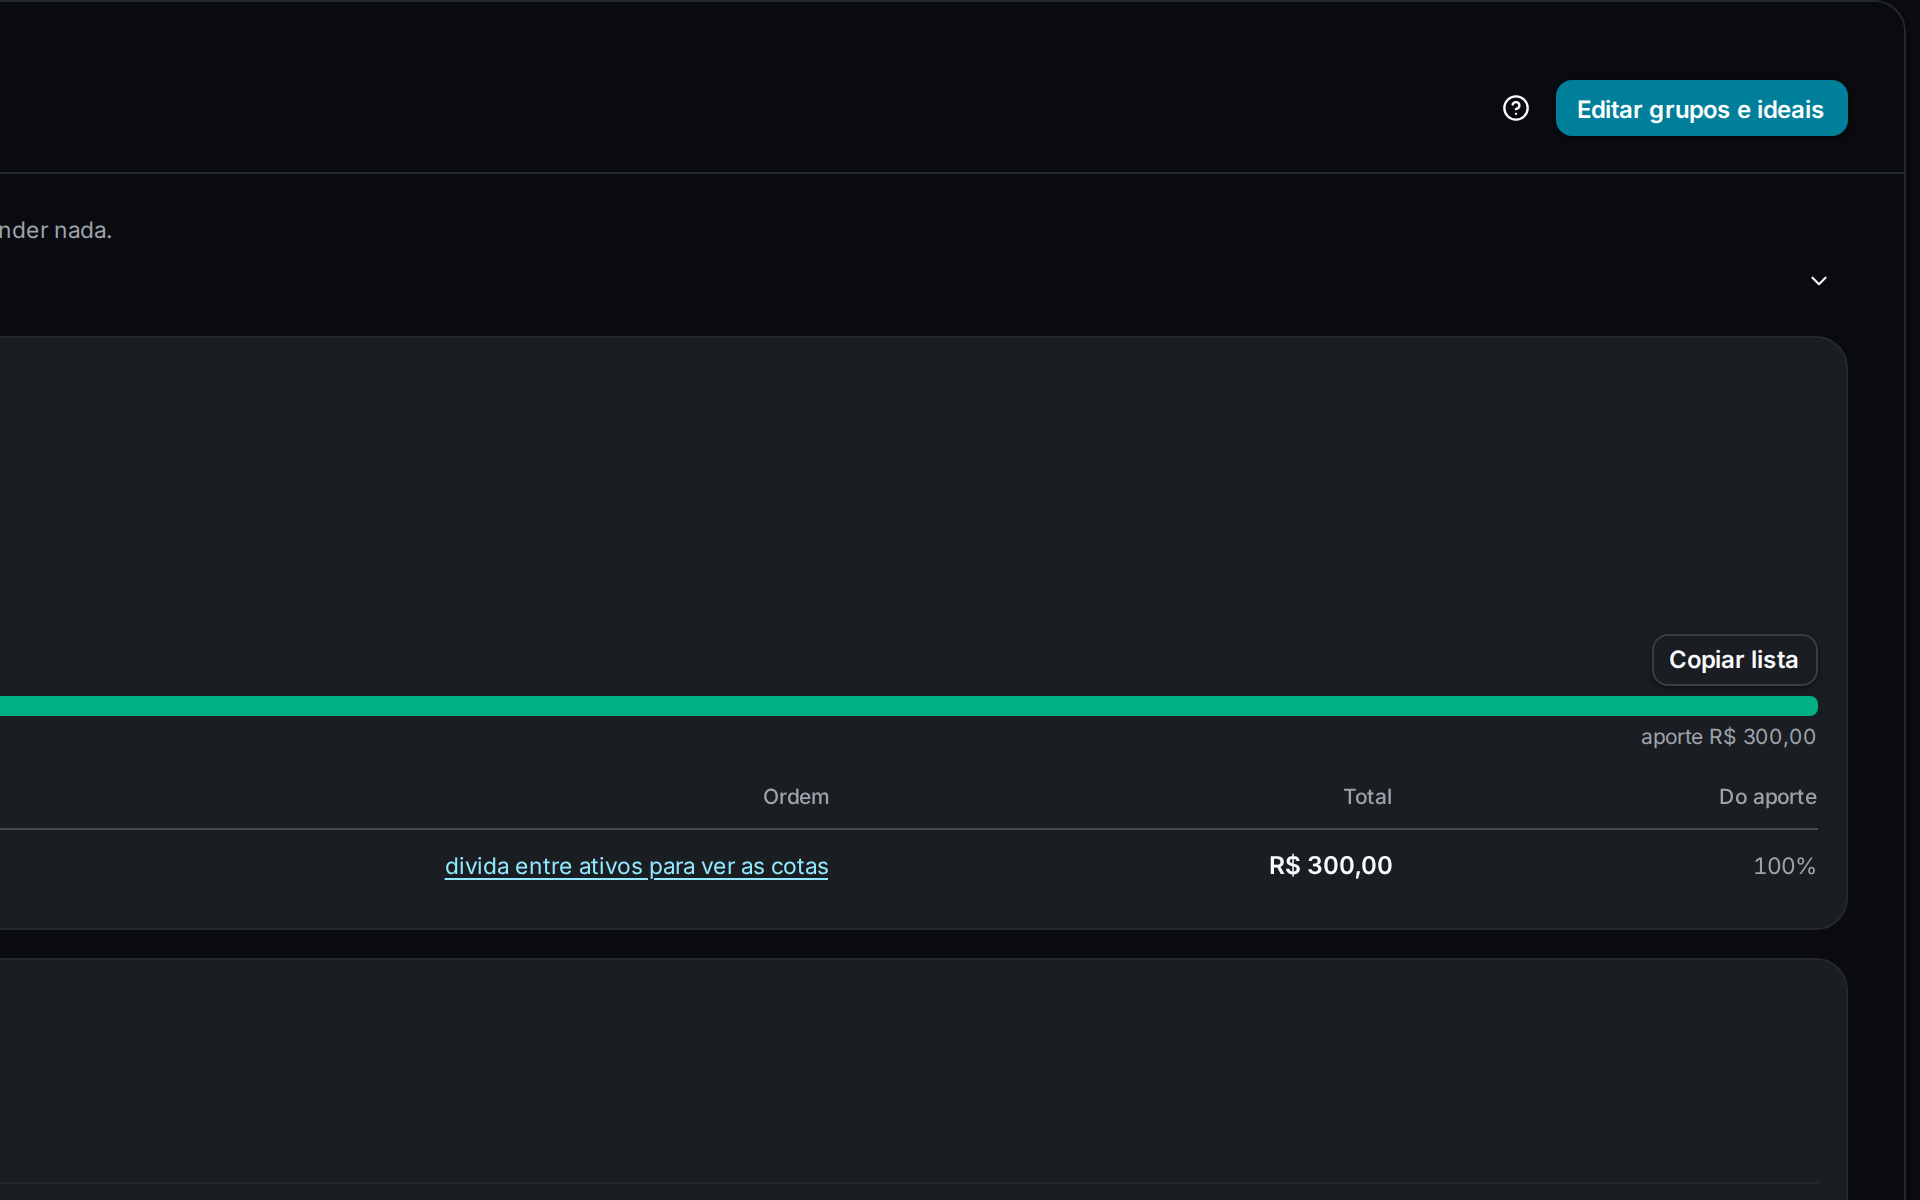 Editar grupos e ideais
nder nada.
Copiar lista
aporte R$ 300,00
Ordem Total Do aporte
divida entre ativos para ver as cotas R$ 300,00 100%